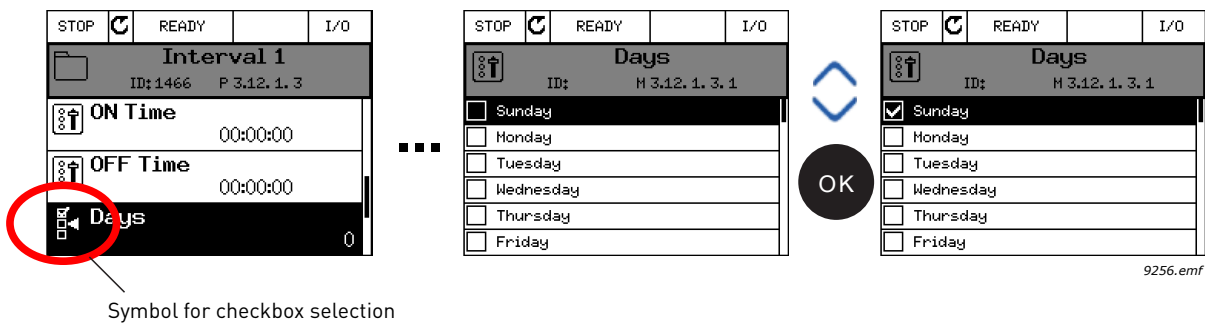 STOP READY I/O
Interval 1
ID:1466 P 3.12.1.3
ON Time
00:00:00
OFF Time
00:00:00
Days
0
Symbol for checkbox selection
STOP READY I/O
Days
ID: M 3.12.1.3.1
Sunday
Monday
Tuesday
Wednesday
Thursday
Friday
OK
STOP READY I/O
Days
ID: M 3.12.1.3.1
Sunday
Monday
Tuesday
Wednesday
Thursday
Friday
9256.emf